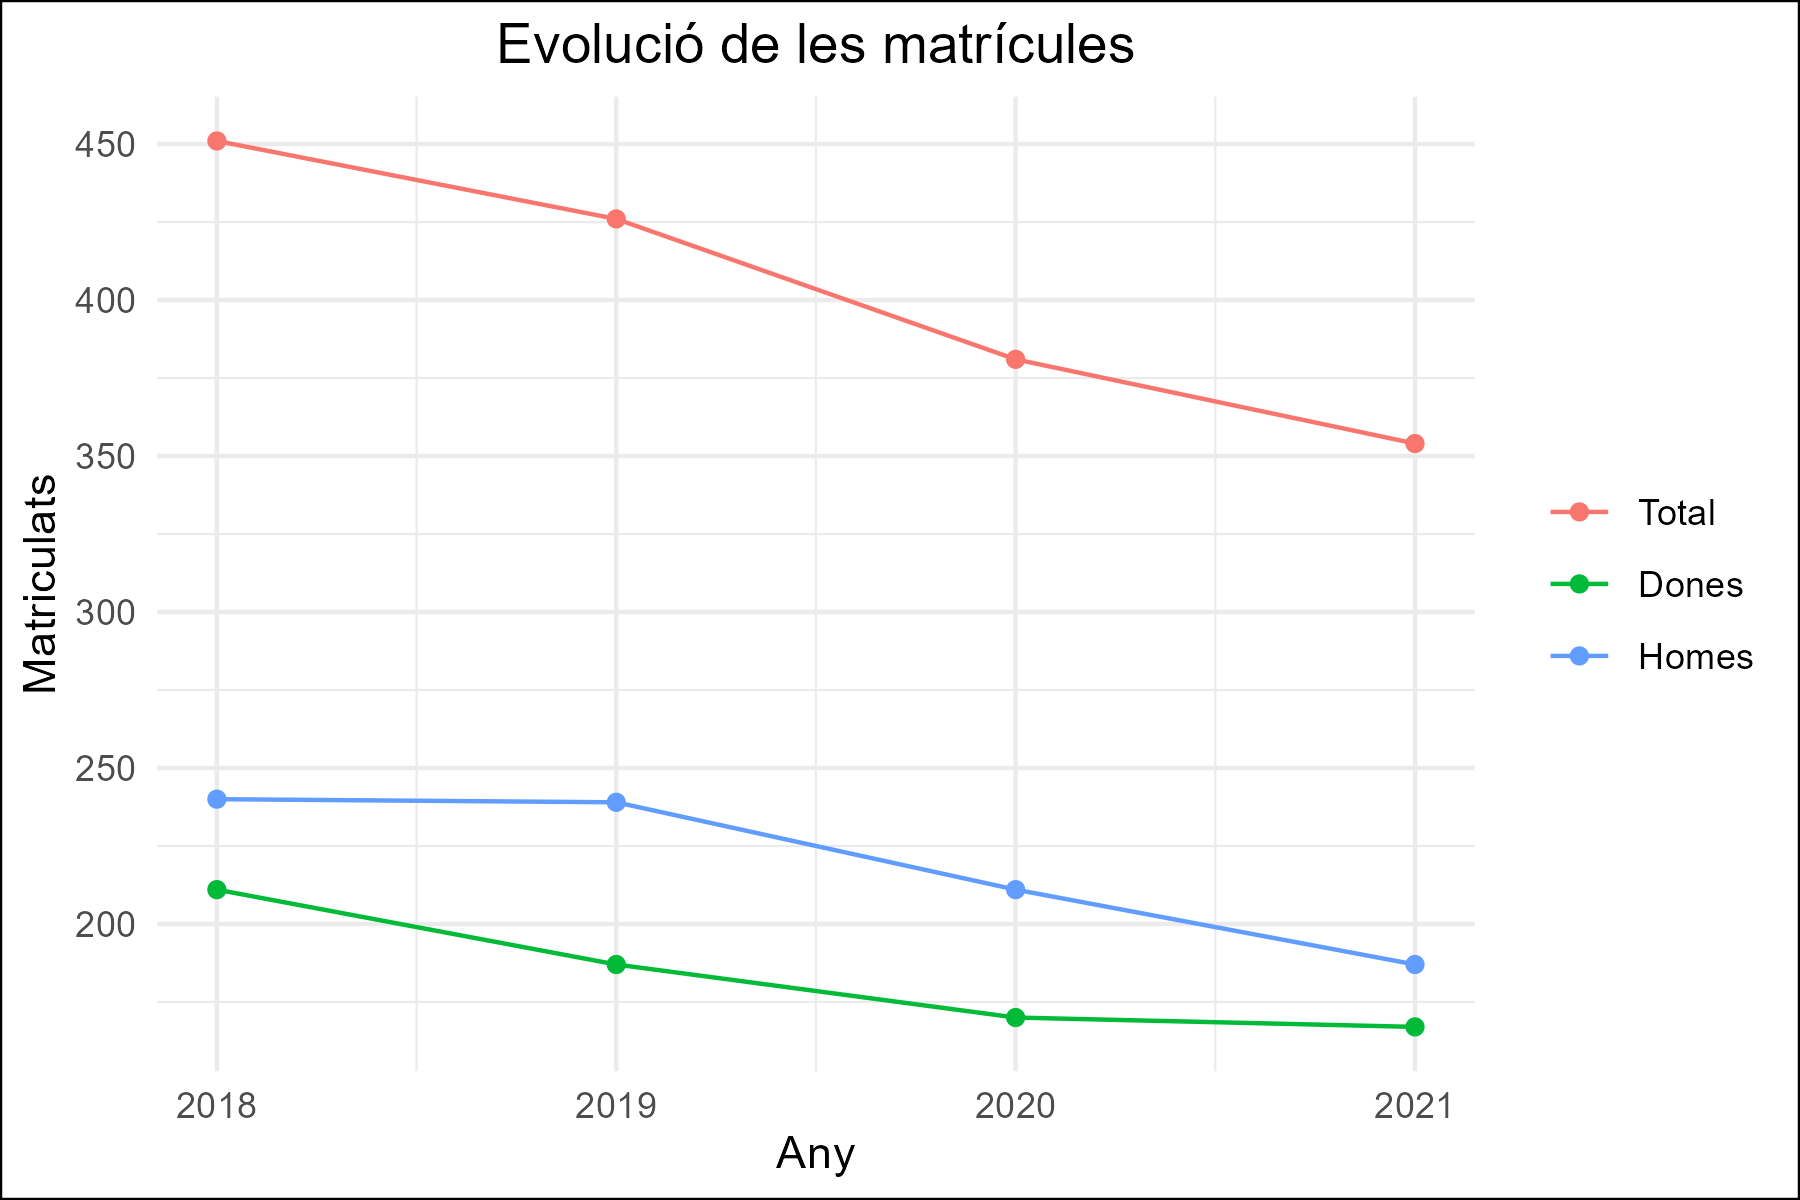 Evolució de les matrícules
Matriculats
450
400
350
300
250
200
2018 2019 2020 2021
Any
Total
Dones
Homes